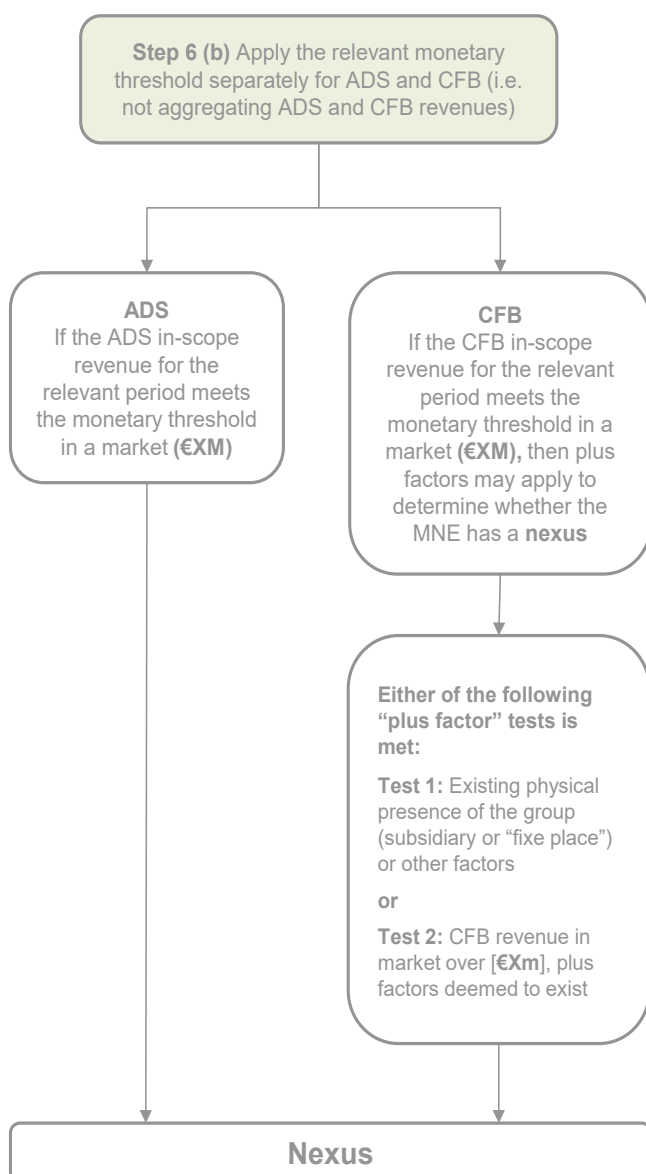 Step 6 (b) Apply the relevant monetary
threshold separately for ADS and CFB (i.e.
not aggregating ADS and CFB revenues)
ADS
If the ADS in-scope
revenue for the
relevant period meets
the monetary threshold
in a market (€XM)
CFB
If the CFB in-scope
revenue for the relevant
period meets the
monetary threshold in a
market (€XM), then plus
factors may apply to
determine whether the
MNE has a nexus
Either of the following
“plus factor” tests is
met:
Test 1: Existing physical
presence of the group
(subsidiary or “fixe place”)
or other factors
or
Test 2: CFB revenue in
market over [€Xm], plus
factors deemed to exist
Nexus